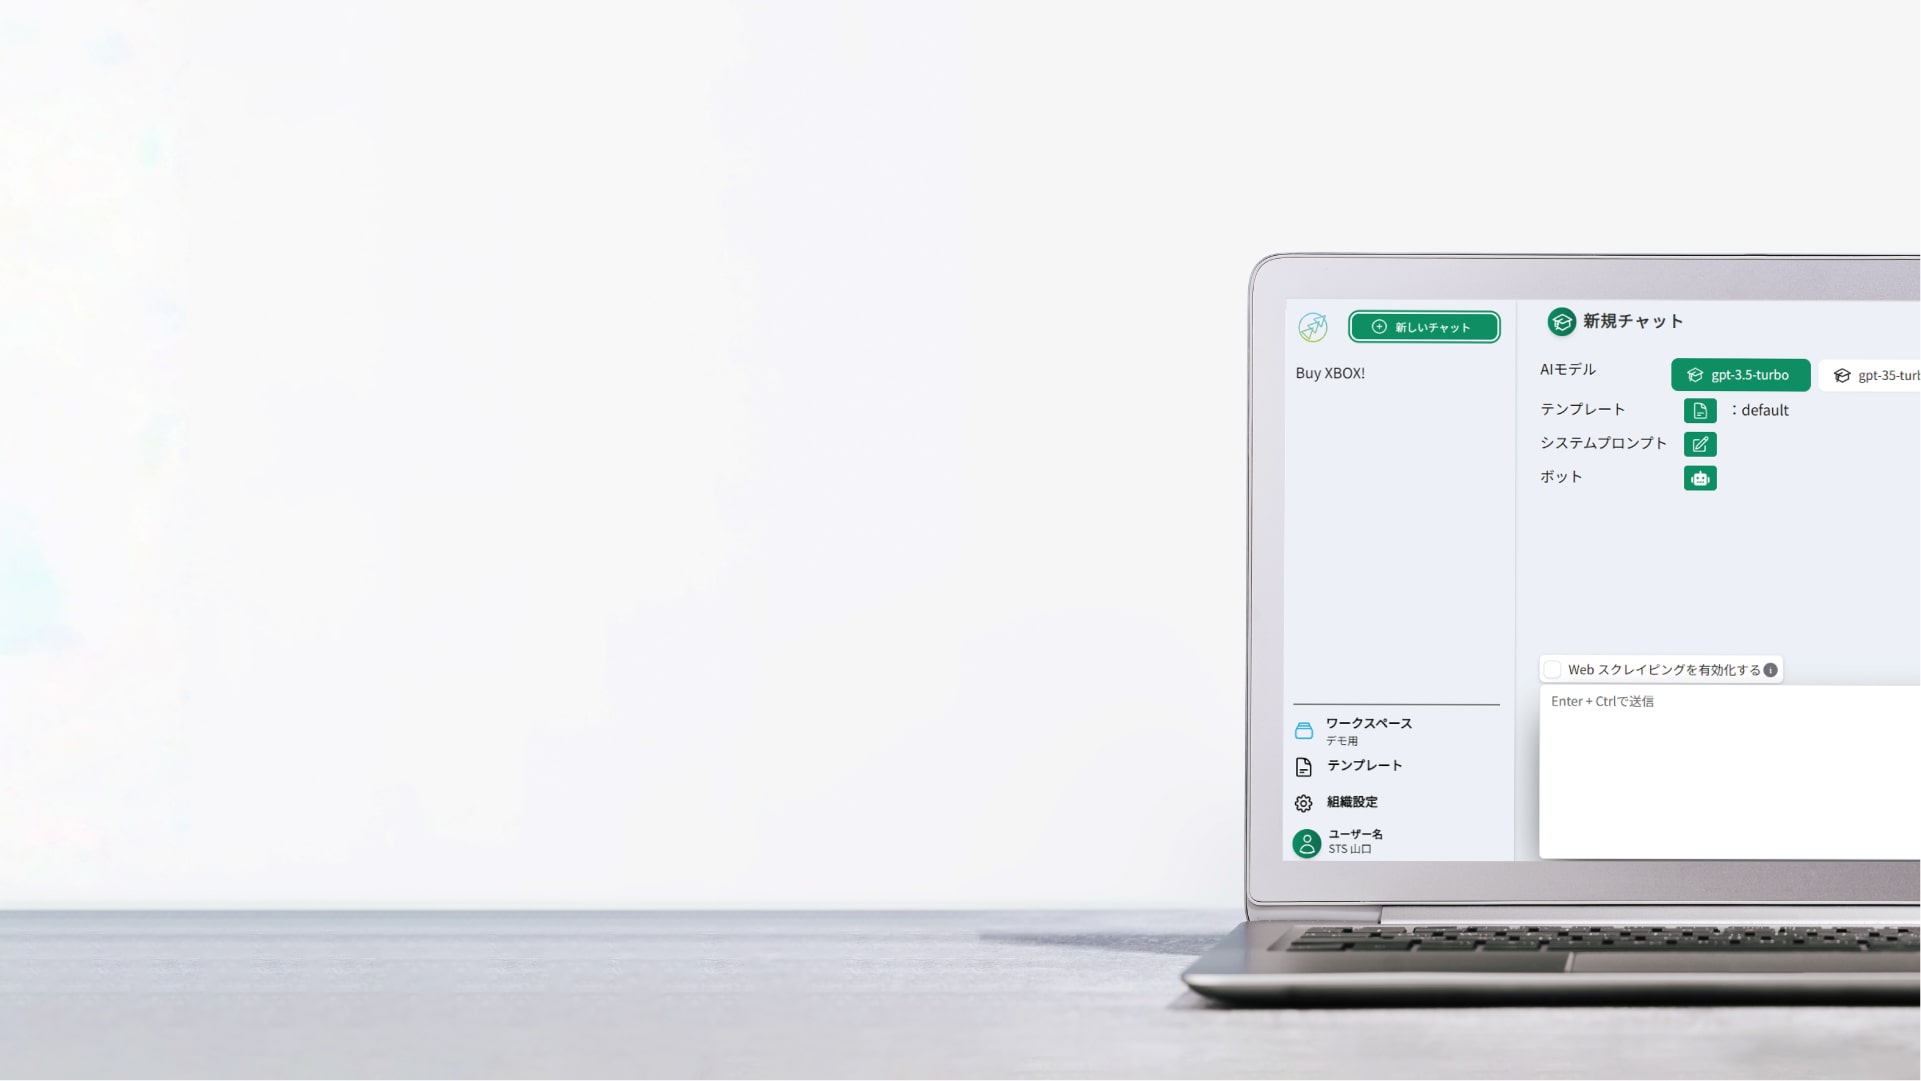 新しいチャット
Buy XBOX!
ワークスペース
デモ用
テンプレート
組織設定
ユーザー名
STS 山口
新規チャット
AIモデル
gpt-3.5-turbo
gpt-35-turb
テンプレート
：default
システムプロンプト
ボット
Web スクレイピングを有効化する
Enter + Ctrlで送信